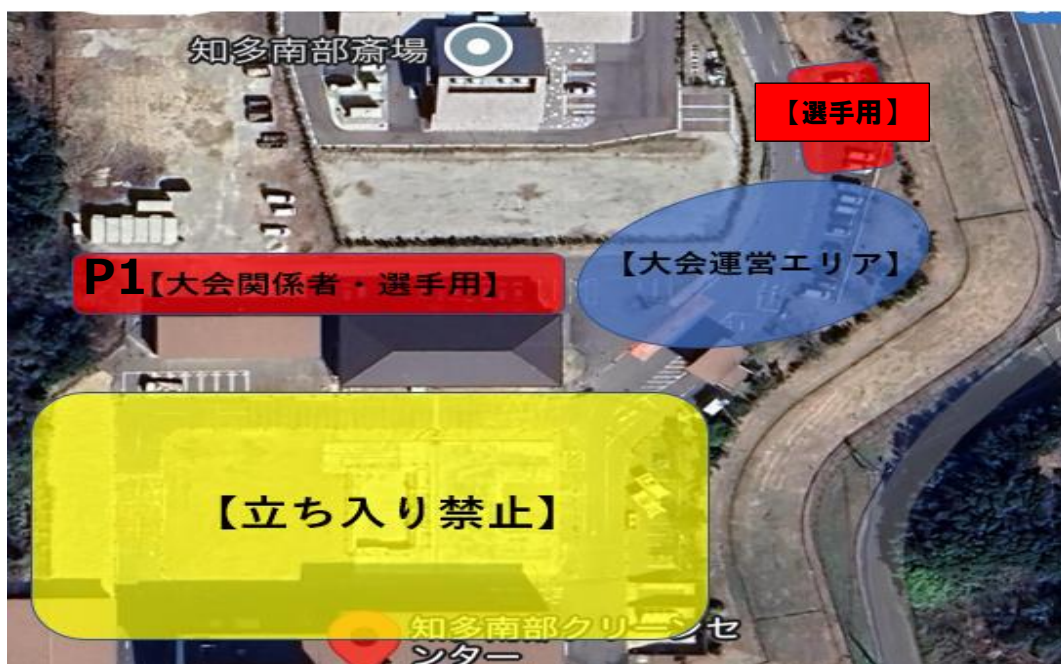 知多南部斎場
【選手用】
【大会運営エリア】
P1【大会関係者・選手用】
【立ち入り禁止】
知多南部クリーンセ
ンター